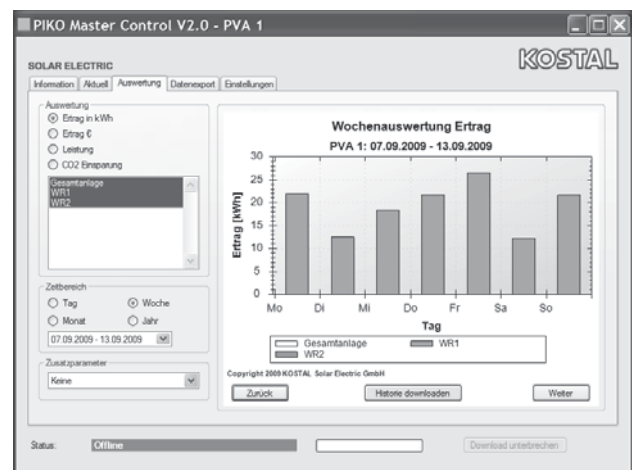 PIKO Master Control V2.0 - PVA 1
SOLAR ELECTRIC
KOSTAL
Information Aktuell Auswertung Datenexport Einstellungen
Auswertung
Ertrag in kWh
Ertrag €
Leistung
CO2 Einsparung
Gesamtanlage
WR1
WR2
Zeitbereich
Tag Woche
Monat Jahr
07.09.2009 - 13.09.2009
Zusatzparameter
Keine
Wochenauswertung Ertrag
PVA 1: 07.09.2009 - 13.09.2009
Ertrag [kWh]
30
25
20
15
10
5
0
Mo Di Mi Do Fr Sa So
Tag
Gesamtanlage WR1
WR2
Copyright 2009 KOSTAL Solar Electric GmbH
Zurück Historie downloaden Weiter
Status: Offline Download unterbrechen